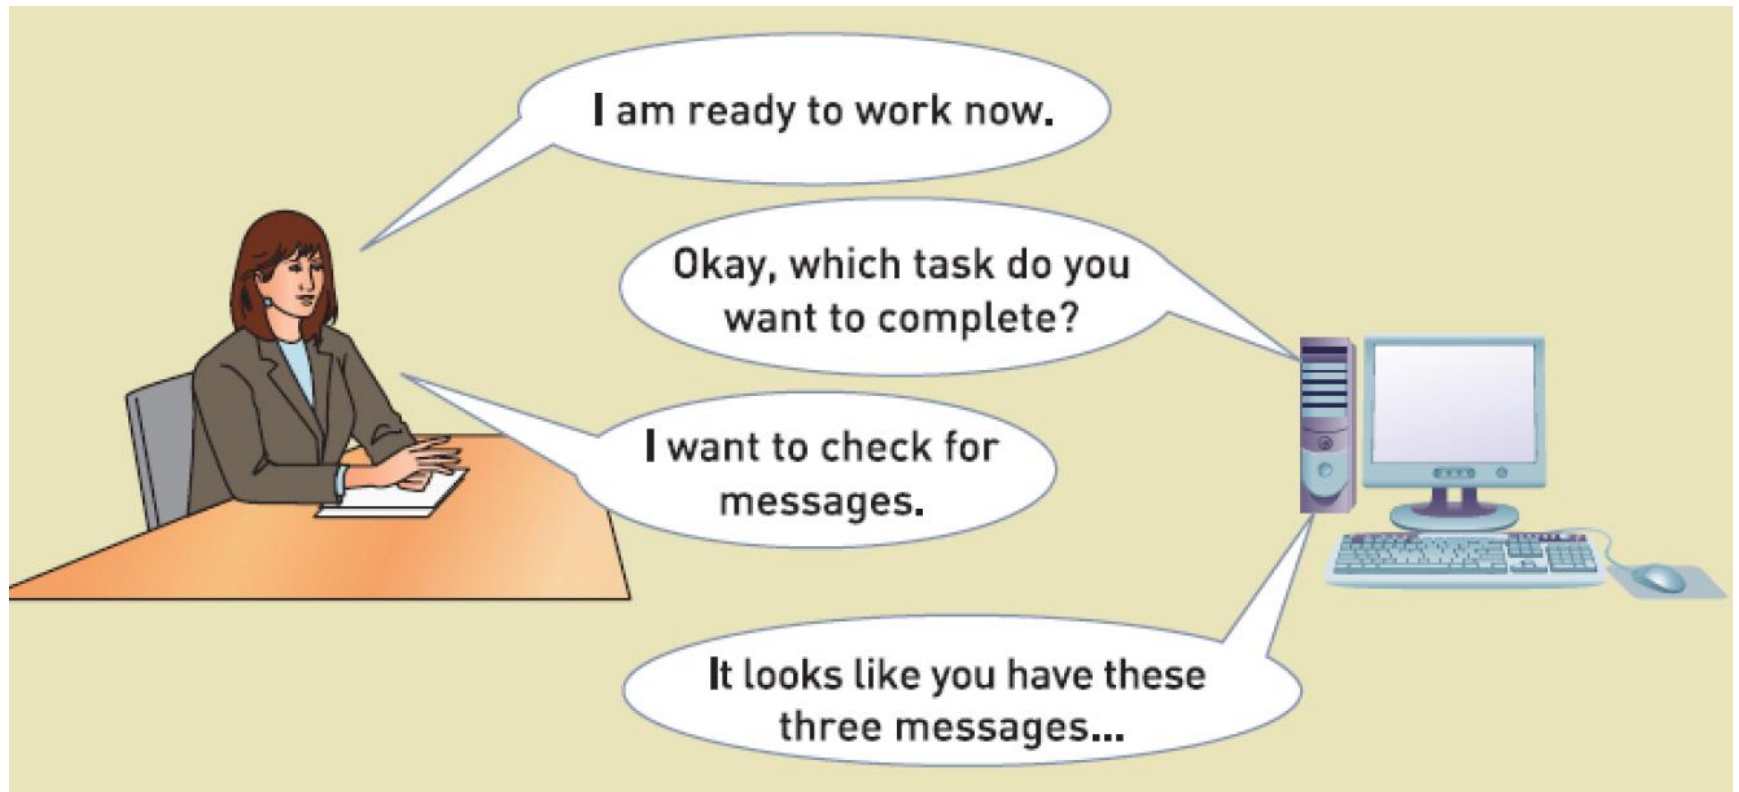 I am ready to work now.
Okay, which task do you
want to complete?
I want to check for
messages.
It looks like you have these
three messages...